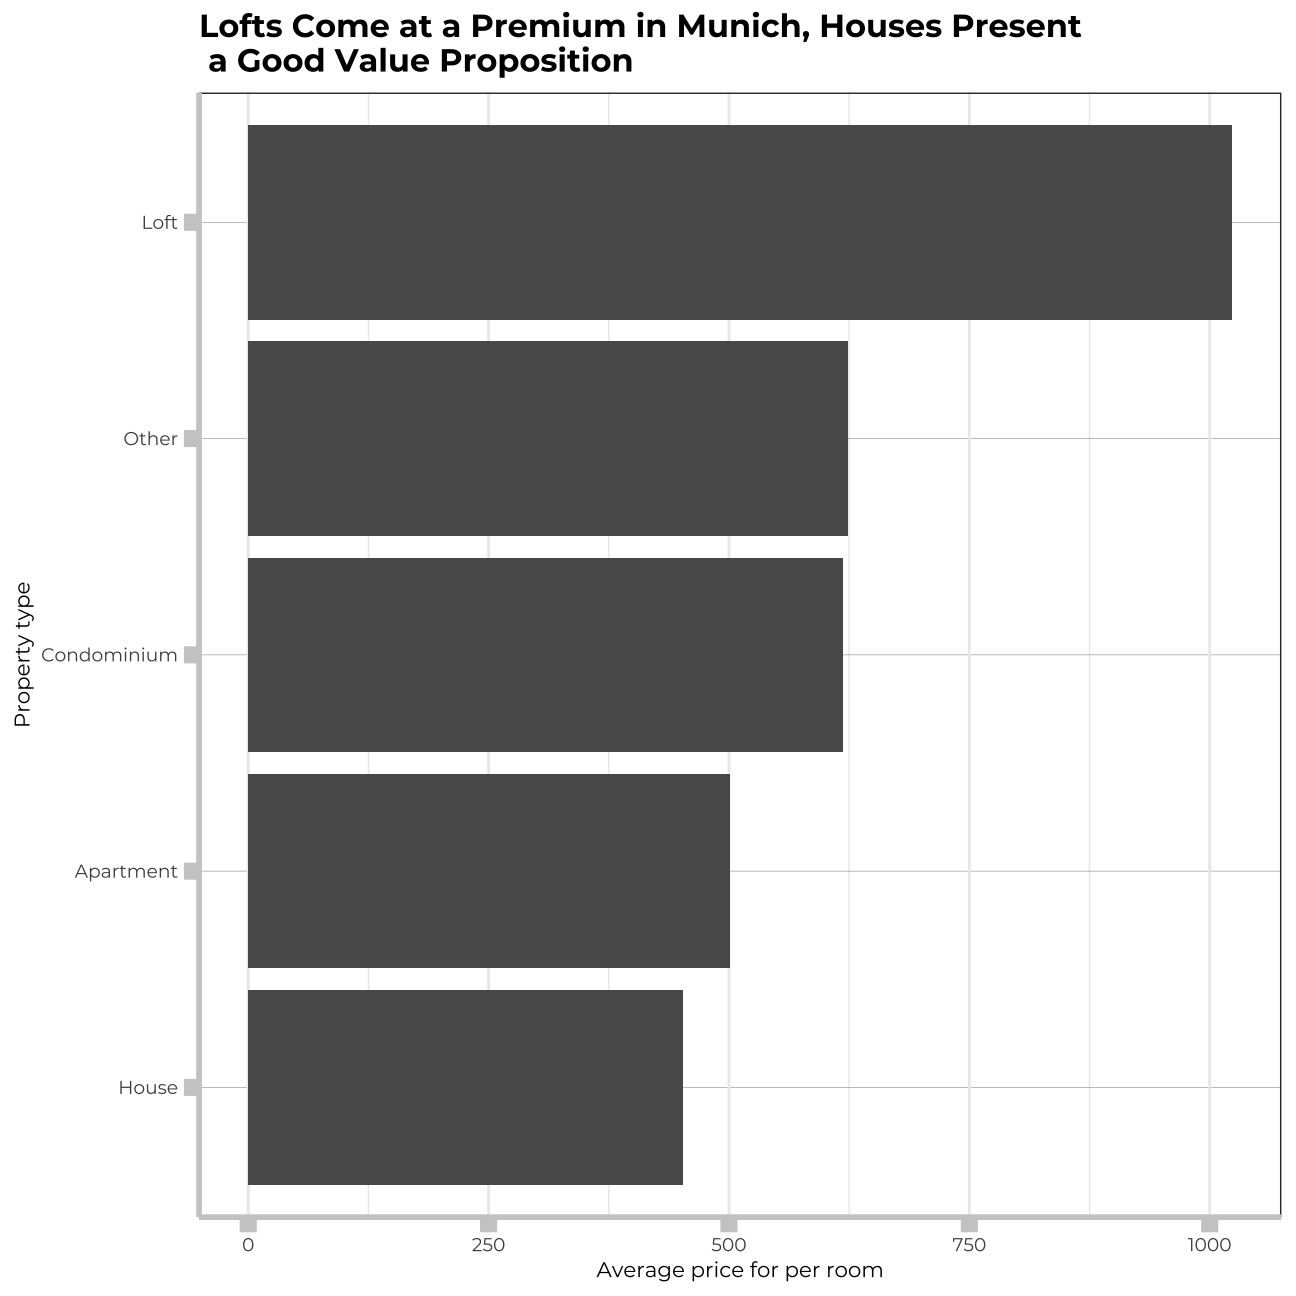 Lofts Come at a Premium in Munich, Houses Present
a Good Value Proposition
Property type
Loft
Other
Condominium
Apartment
House
0 250 500 750 1000
Average price for per room